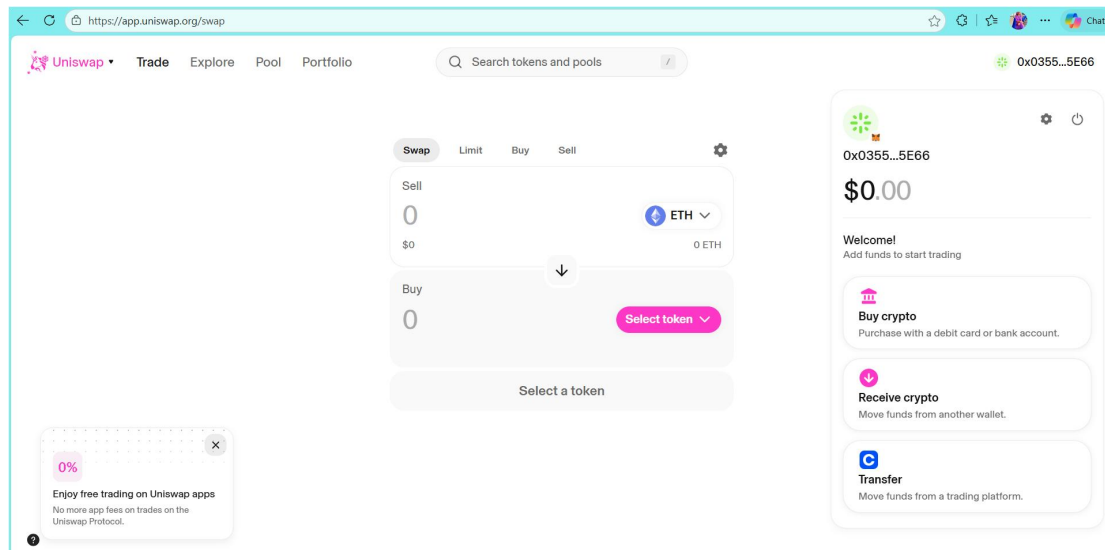 https://app.uniswap.org/swap
Chat
Uniswap
Trade
Explore
Pool
Portfolio
Search tokens and pools
/
0x0355...5E66
Swap
Limit
Buy
Sell
Sell
0
ETH
$0
0 ETH
Buy
0
Select token
Select a token
0x0355...5E66
$0.00
Welcome!
Add funds to start trading
Buy crypto
Purchase with a debit card or bank account.
Receive crypto
Move funds from another wallet.
Transfer
Move funds from a trading platform.
0%
Enjoy free trading on Uniswap apps
No more app fees on trades on the
Uniswap Protocol.